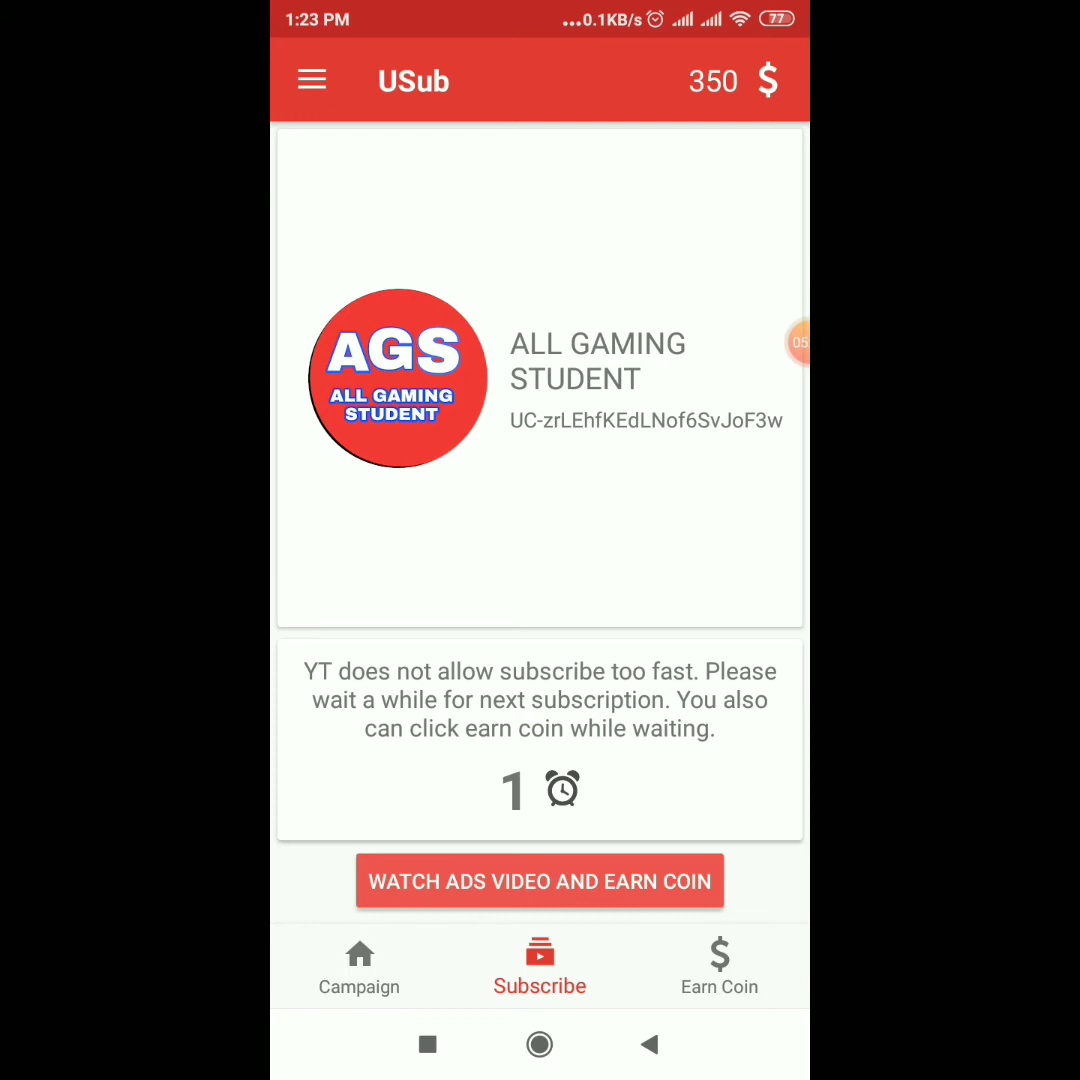 1:23 PM
...0.1KB/s
77
USub
350 $
AGS
ALL GAMING
STUDENT
ALL GAMING
STUDENT
UC-zrLEhfKEdLNof6SvJoF3w
05
YT does not allow subscribe too fast. Please
wait a while for next subscription. You also
can click earn coin while waiting.
1
WATCH ADS VIDEO AND EARN COIN
Campaign
Subscribe
$
Earn Coin